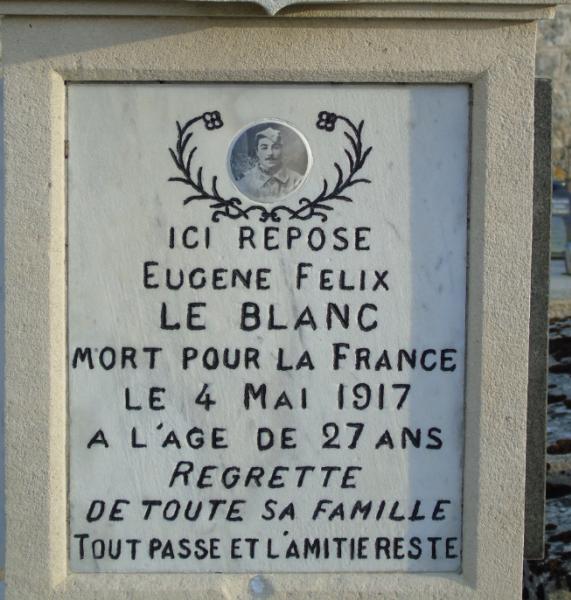 ICI REPOSE
EUGENE FELIX
LE BLANC
MORT POUR LA FRANCE
LE 4 MAI 1917
A L'AGE DE 27 ANS
REGRETTE
DE TOUTE SA FAMILLE
TOUT PASSE ET L'AMITIE RESTE